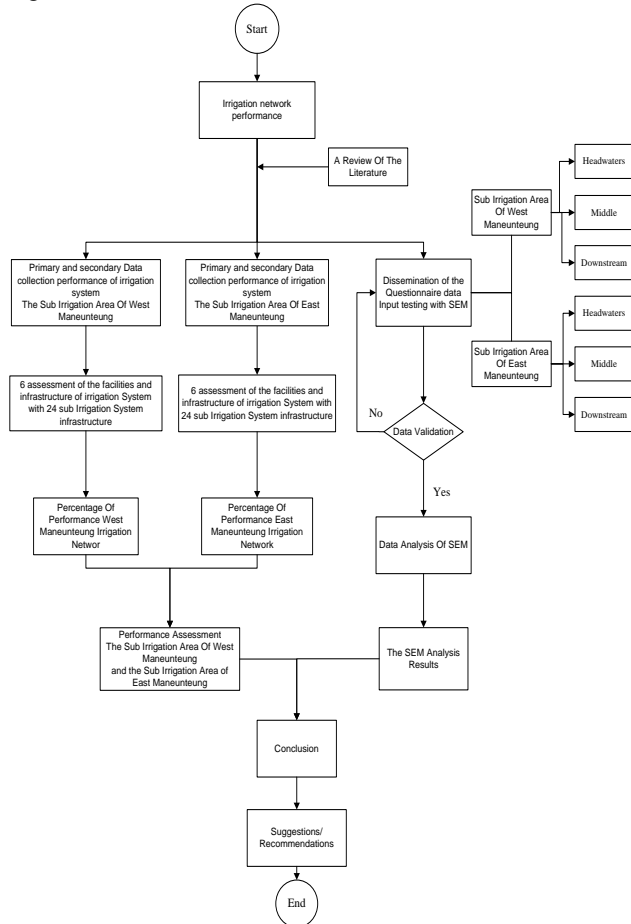 Start
Irrigation network
performance
A Review Of The
Literature
Primary and secondary Data
collection performance of irrigation
system
The Sub Irrigation Area Of West
Maneunteung
Primary and secondary Data
collection performance of irrigation
system
The Sub Irrigation Area Of East
Maneunteung
Dissemination of the
Questionnaire data
Input testing with SEM
Sub Irrigation Area
Of West
Maneunteung
Headwaters
Middle
Downstream
Sub Irrigation Area
Of East
Maneunteung
Headwaters
Middle
Downstream
6 assessment of the facilities and
infrastructure of irrigation System
with 24 sub Irrigation System
infrastructure
6 assessment of the facilities and
infrastructure of irrigation System with
24 sub Irrigation System infrastructure
No
Data Validation
Yes
Percentage Of
Performance West
Maneunteung Irrigation
Networ
Percentage Of
Performance East
Maneunteung Irrigation
Network
Data Analysis Of SEM
Performance Assessment
The Sub Irrigation Area Of West
Maneunteung
and the Sub Irrigation Area of
East Maneunteung
The SEM Analysis
Results
Conclusion
Suggestions/
Recommendations
End